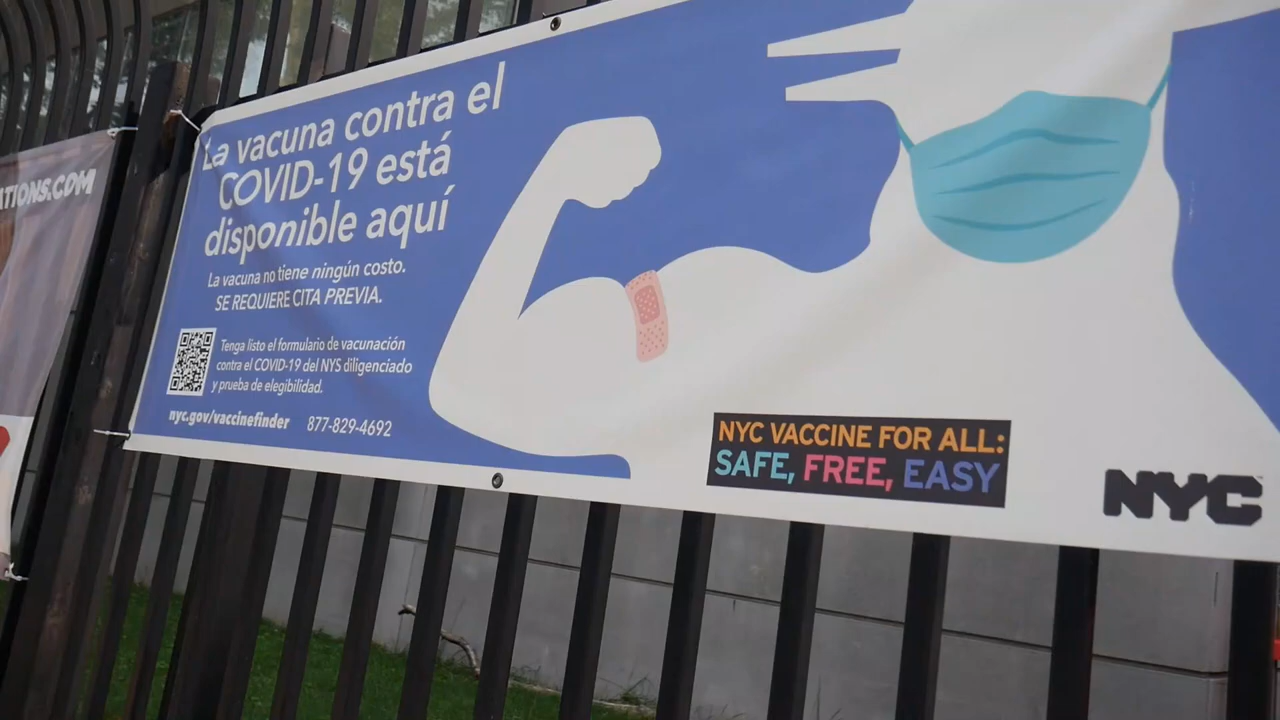 ATIONS.COM
La vacuna contra el
COVID-19 está
disponible aquí
La vacuna no tiene ningún costo.
SE REQUIERE CITA PREVIA.
Tenga listo el formulario de vacunación
contra el COVID-19 del NYS diligenciado
y prueba de elegibilidad.
nyc.gov/vaccinefinder 877-829-4692
NYC VACCINE FOR ALL:
SAFE, FREE, EASY
NYC